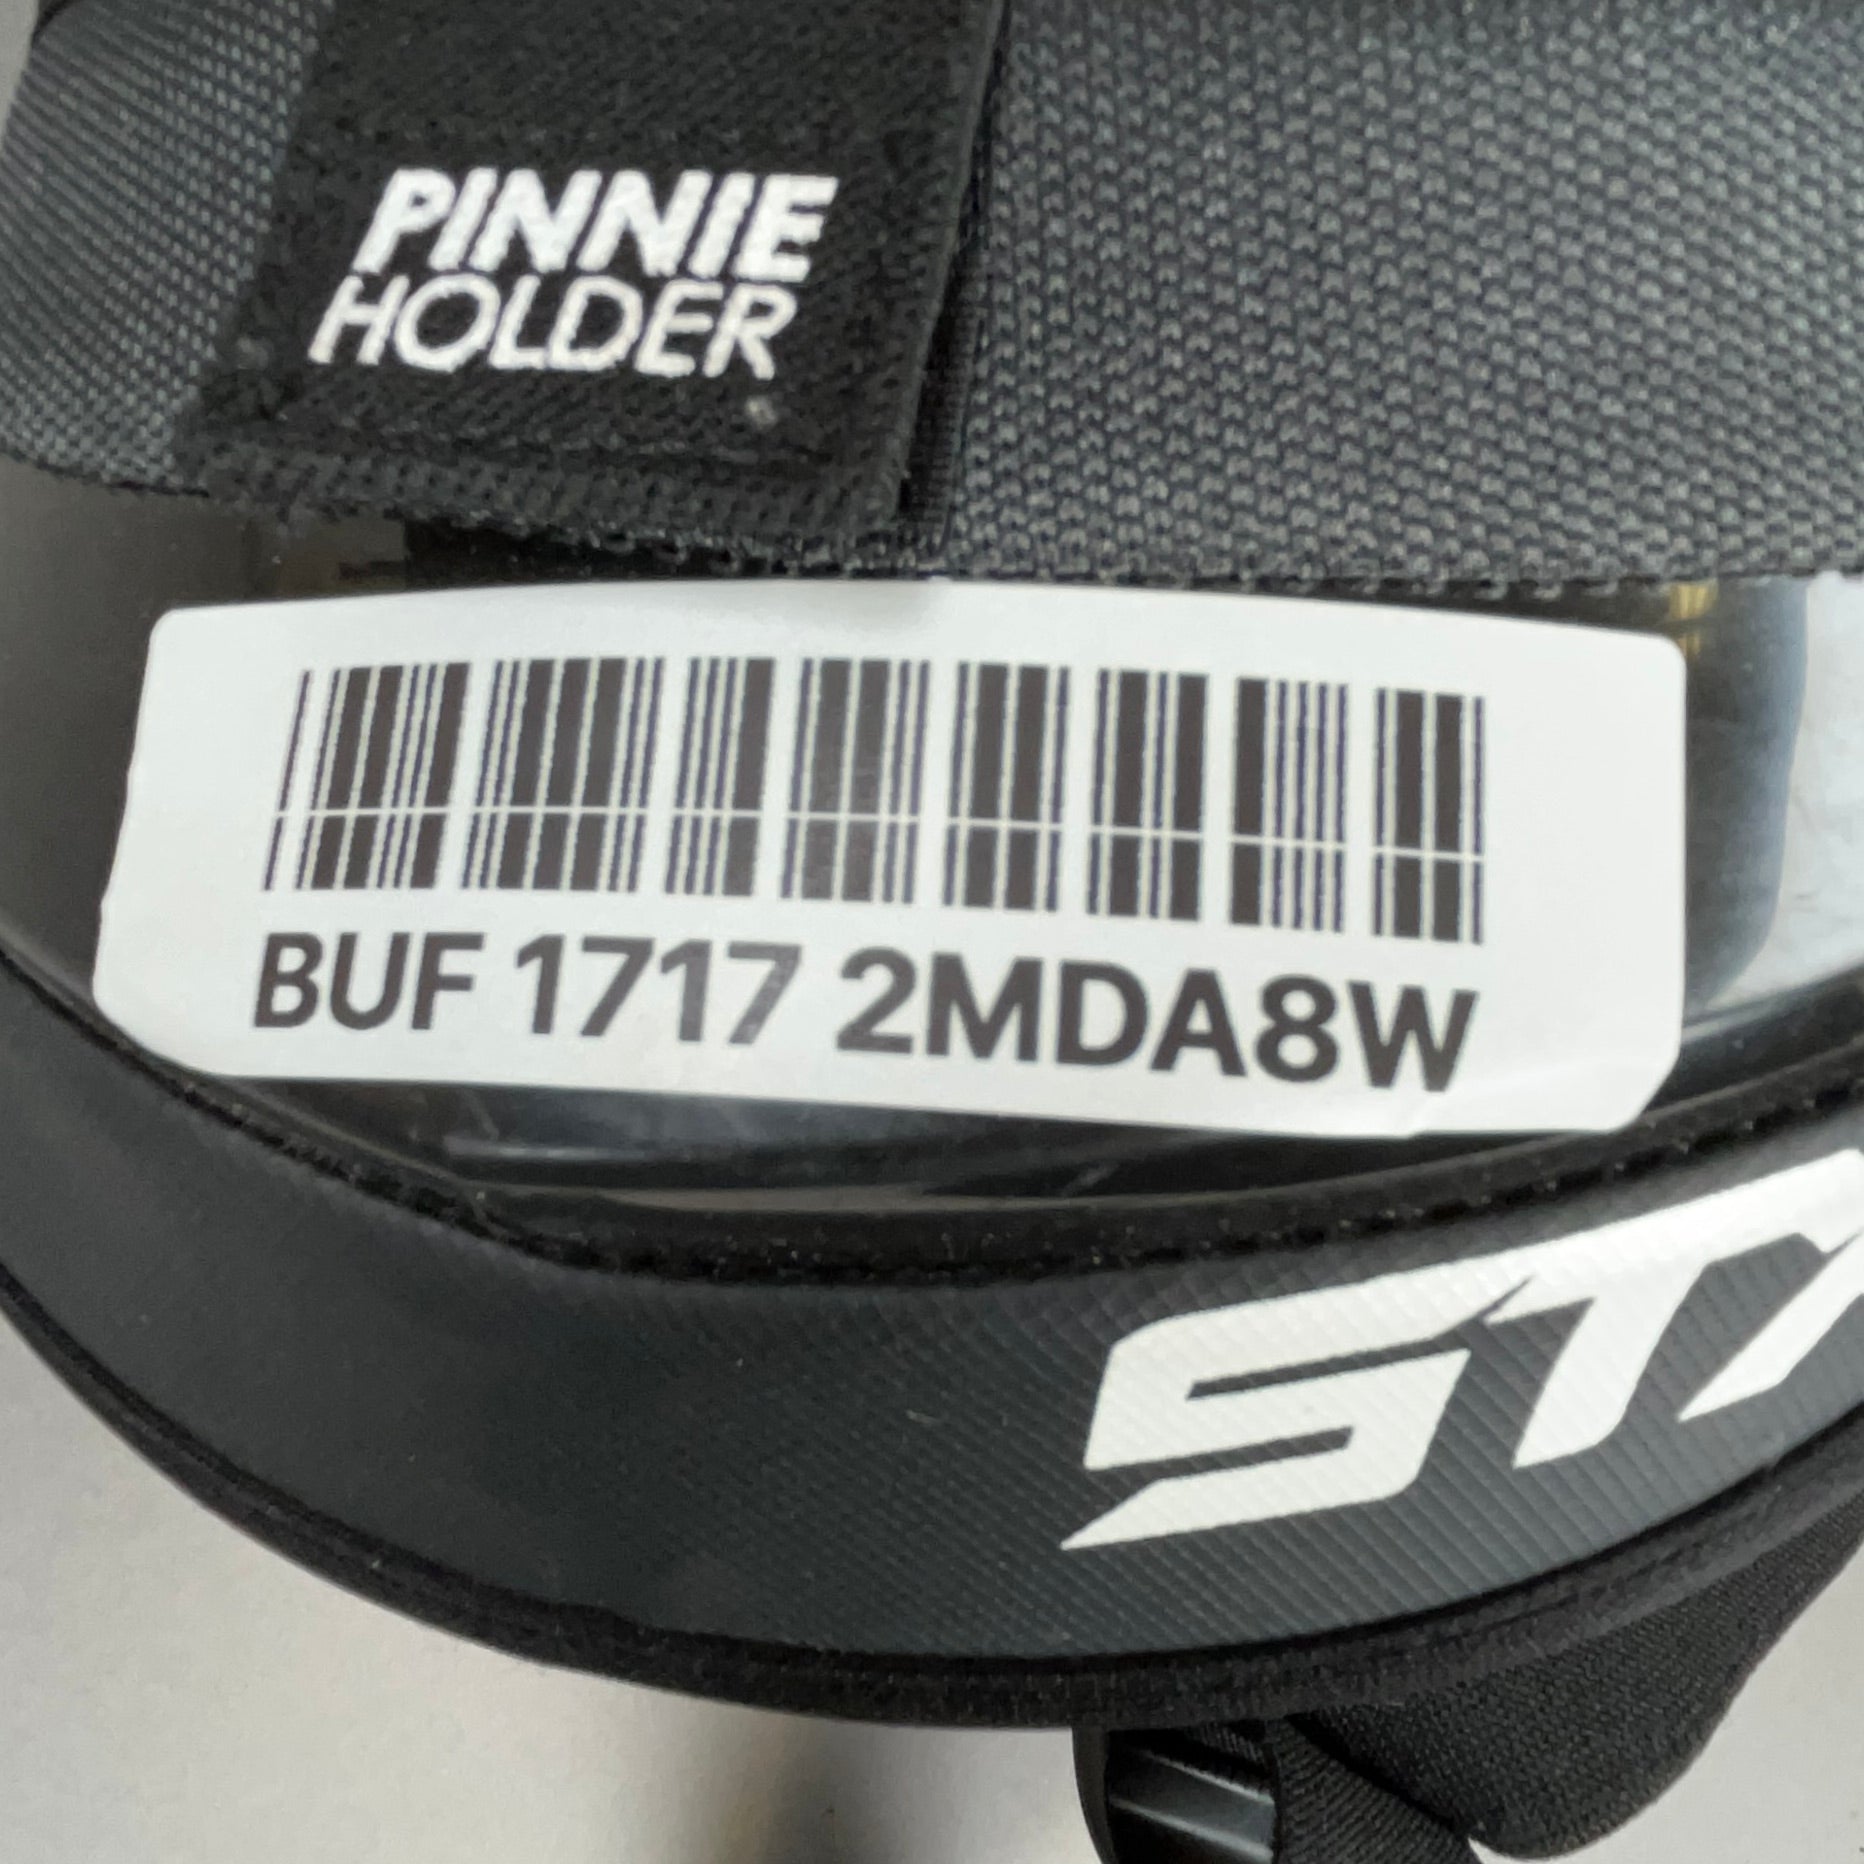 PINNIE
HOLDER
BUF 1717 2MDA8W